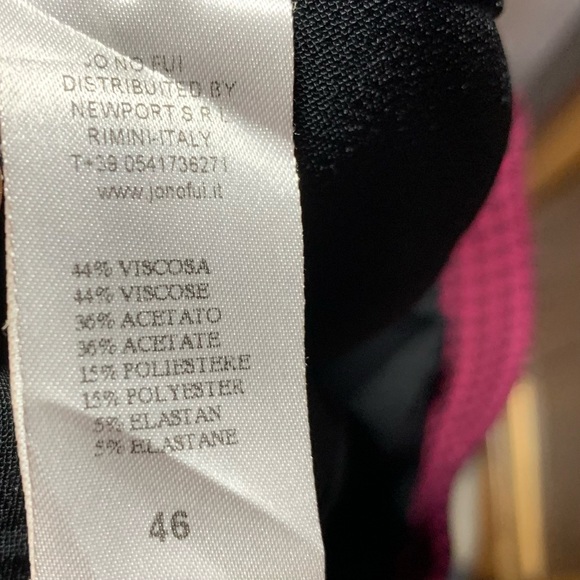 JO NO FUI
DISTRIBUITED BY
NEWPORT S.R.L.
RIMINI-ITALY
T+39 0541736271
www.jonofui.it
44% VISCOSA
44% VISCOSE
36% ACETATO
36% ACETATE
15% POLIESTERE
15% POLYESTER
5% ELASTAN
5% ELASTANE
46